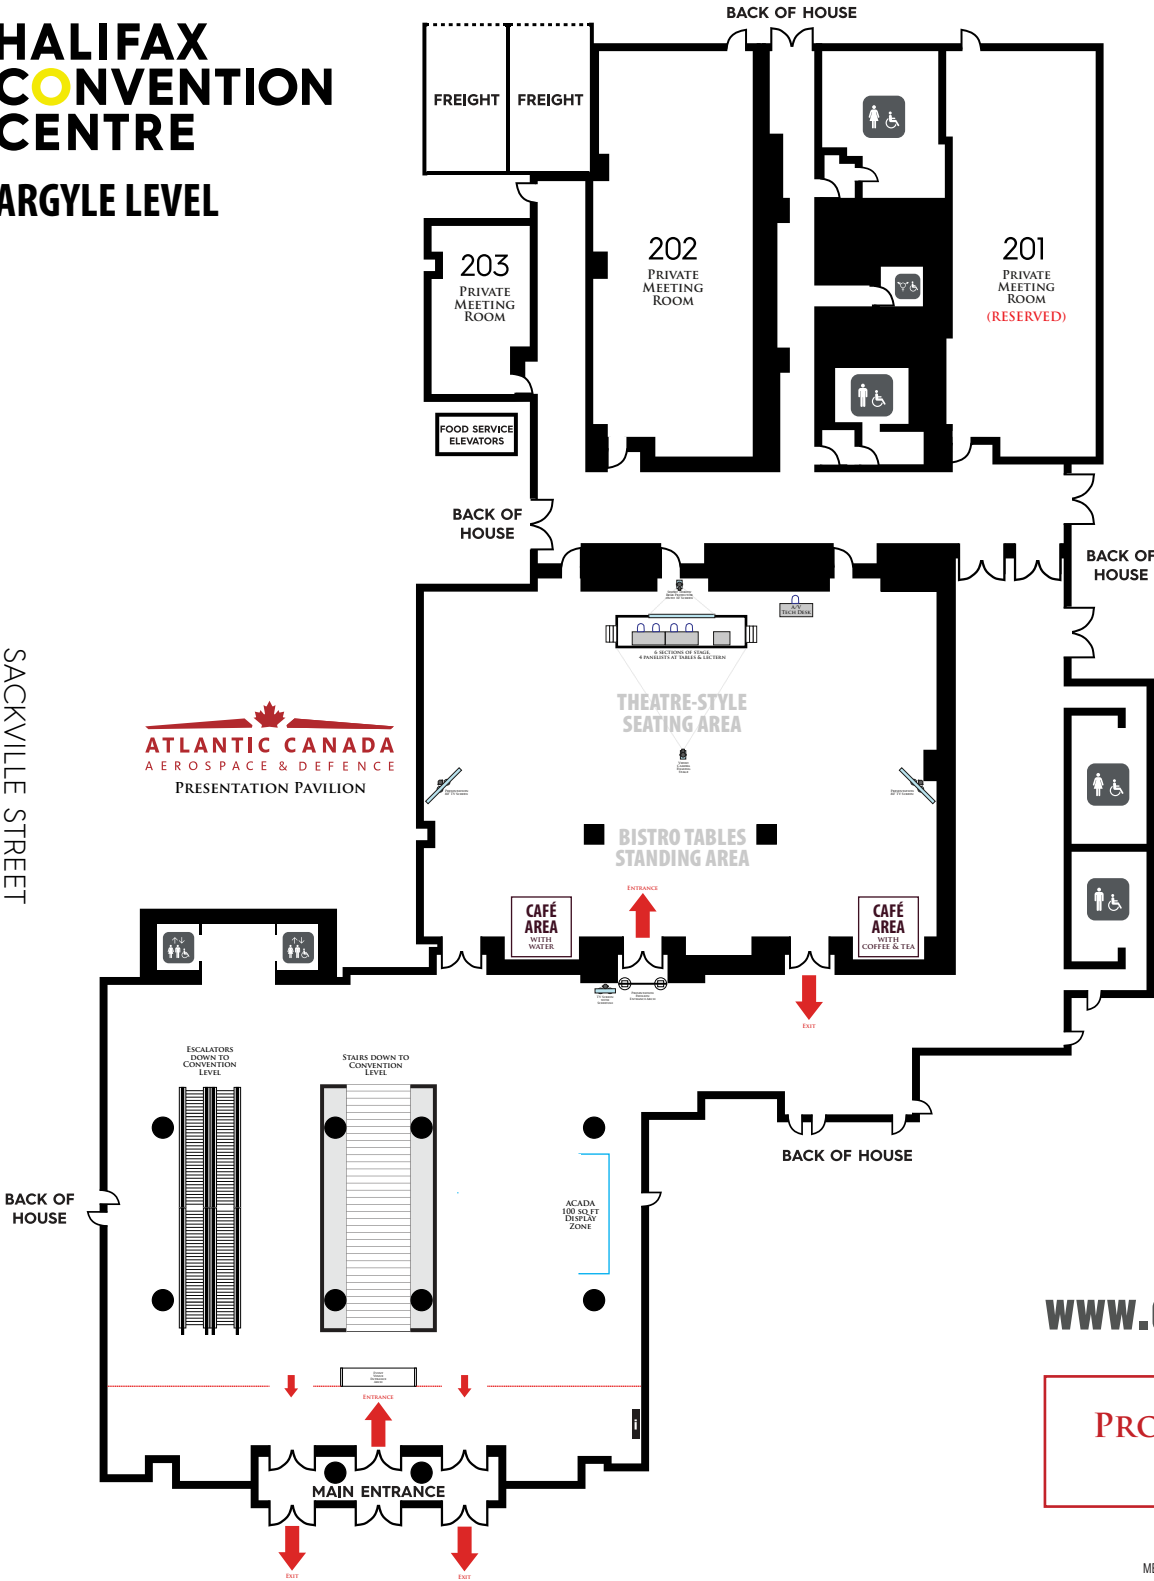 HALIFAX
CONVENTION
CENTRE
ARGYLE LEVEL
BACK OF HOUSE
FREIGHT
FREIGHT
203
PRIVATE
MEETING
ROOM
202
PRIVATE
MEETING
ROOM
201
PRIVATE
MEETING
ROOM
(RESERVED)
FOOD SERVICE
ELEVATORS
BACK OF
HOUSE
BACK OF
HOUSE
A/V
TECH DESK
6 SECTIONS OF STAGE,
4 PANELISTS AT TABLES & LECTERN
THEATRE-STYLE
SEATING AREA
SACKVILLE STREET
ATLANTIC CANADA
AEROSPACE & DEFENCE
PRESENTATION PAVILION
BISTRO TABLES
STANDING AREA
ENTRANCE
CAFÉ
AREA
WITH
WATER
CAFÉ
AREA
WITH
COFFEE & TEA
EXIT
ESCALATORS
DOWN TO
CONVENTION
LEVEL
STAIRS DOWN TO
CONVENTION
LEVEL
BACK OF HOUSE
BACK OF
HOUSE
ACADA
100 SQ FT
DISPLAY
ZONE
WWW.
ENTRANCE
PRO
MAIN ENTRANCE
EXIT
EXIT
ME